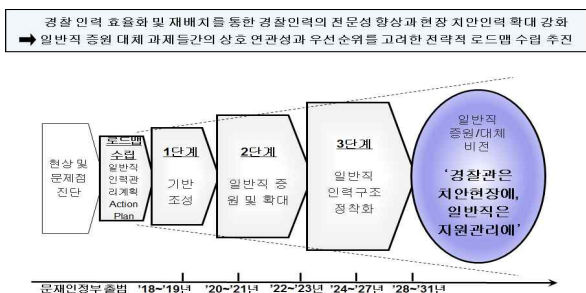 경찰 인력 효율화 및 재배치를 통한 경찰인력의 전문성 향상과 현장 치안인력 확대 강화
➡ 일반직 증원 대체 과제들간의 상호 연관성과 우선순위를 고려한 전략적 로드맵 수립 추진
현상 및
문제점
진단
로드맵
수립
일반직
인력관
리계획
Action
Plan
1단계
기반
조성
2단계
일반직 증
원 및 확대
3단계
일반직
인력구조
정착화
일반직
증원/대체
비전
‘경찰관은
치안현장에,
일반직은
지원관리에’
문재인정부 출범 ’18~’19년 ’20~’21년 ’22~’23년 ’24~’27년 ’28~’31년